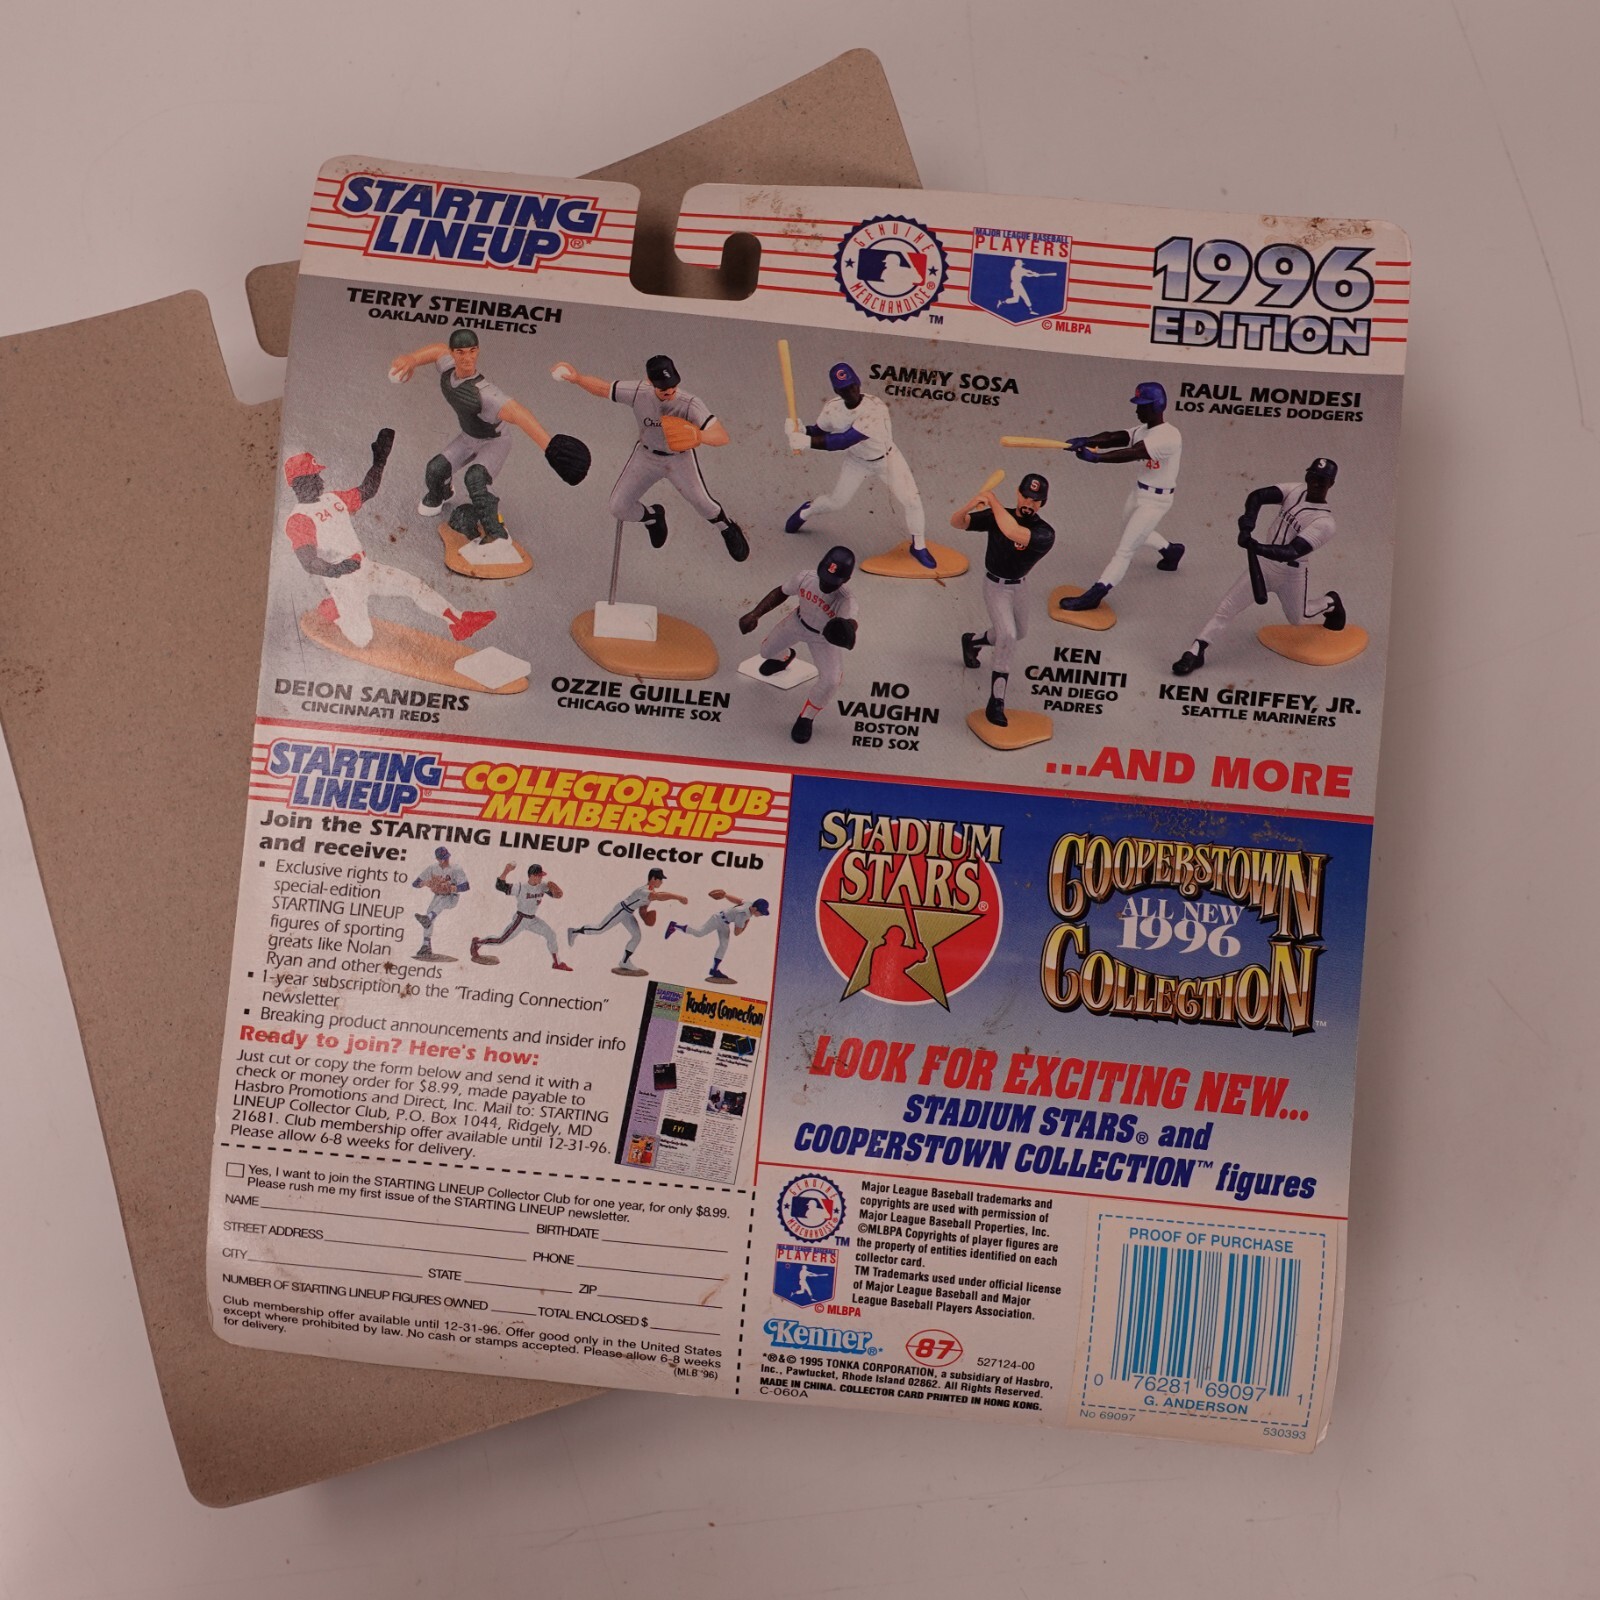 STARTING
LINEUP®
GENUINE
MERCHANDISE®
TM
MAJOR LEAGUE BASEBALL
PLAYERS
© MLBPA
1996
EDITION
TERRY STEINBACH
OAKLAND ATHLETICS
SAMMY SOSA
CHICAGO CUBS
RAUL MONDESI
LOS ANGELES DODGERS
24 C
BOSTON
43
DEION SANDERS
CINCINNATI REDS
OZZIE GUILLEN
CHICAGO WHITE SOX
MO
VAUGHN
BOSTON
RED SOX
KEN
CAMINITI
SAN DIEGO
PADRES
KEN GRIFFEY, JR.
SEATTLE MARINERS
...AND MORE
STARTING
LINEUP®
COLLECTOR CLUB
MEMBERSHIP
Join the STARTING LINEUP Collector Club
and receive:
▪ Exclusive rights to
special-edition
STARTING LINEUP
figures of sporting
greats like Nolan
Ryan and other legends
▪ 1-year subscription to the "Trading Connection"
newsletter
▪ Breaking product announcements and insider info
Ready to join? Here's how:
Just cut or copy the form below and send it with a
check or money order for $8.99, made payable to
Hasbro Promotions and Direct, Inc. Mail to: STARTING
LINEUP Collector Club, P.O. Box 1044, Ridgely, MD
21681. Club membership offer available until 12-31-96.
Please allow 6-8 weeks for delivery.
Trading Connection
FYI
Yes, I want to join the STARTING LINEUP Collector Club for one year, for only $8.99.
Please rush me my first issue of the STARTING LINEUP newsletter.
NAME
BIRTHDATE
STREET ADDRESS
PHONE
CITY
STATE
ZIP
NUMBER OF STARTING LINEUP FIGURES OWNED
TOTAL ENCLOSED $
Club membership offer available until 12-31-96. Offer good only in the United States
except where prohibited by law. No cash or stamps accepted. Please allow 6-8 weeks
for delivery.
(MLB '96)
STADIUM
STARS®
COOPERSTOWN
ALL NEW
1996
COLLECTION™
LOOK FOR EXCITING NEW...
STADIUM STARS® and
COOPERSTOWN COLLECTION™ figures
GENUINE
MERCHANDISE
TM
MAJOR LEAGUE BASEBALL
PLAYERS
© MLBPA
Major League Baseball trademarks and
copyrights are used with permission of
Major League Baseball Properties, Inc.
©MLBPA Copyrights of player figures are
the property of entities identified on each
collector card.
TM Trademarks used under official license
of Major League Baseball and Major
League Baseball Players Association.
Kenner®
87
527124-00
*®&© 1995 TONKA CORPORATION, a subsidiary of Hasbro,
Inc., Pawtucket, Rhode Island 02862. All Rights Reserved.
MADE IN CHINA. COLLECTOR CARD PRINTED IN HONG KONG.
C-060A
PROOF OF PURCHASE
0 76281 69097 1
G. ANDERSON
No 69097
530393